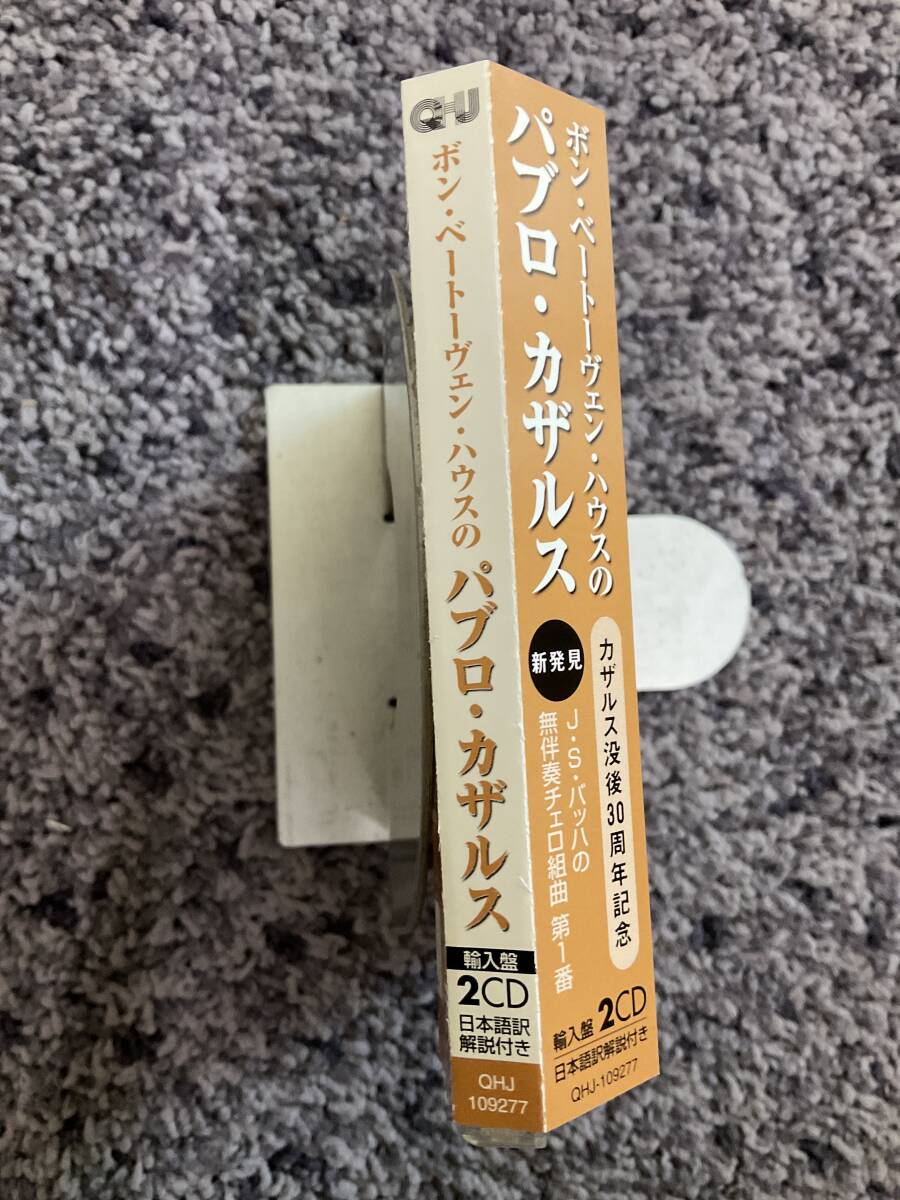 QHJ
ボン・ベートーヴェン・ハウスの パブロ・カザルス
輸入盤
2CD
日本語訳
解説付き
QHJ
109277
ボン・ベートーヴェン・ハウスの
パブロ・カザルス
カザルス没後30周年記念
新発見
J・S・バッハの
無伴奏チェロ組曲 第1番
輸入盤 2CD
日本語訳解説付き
QHJ-109277